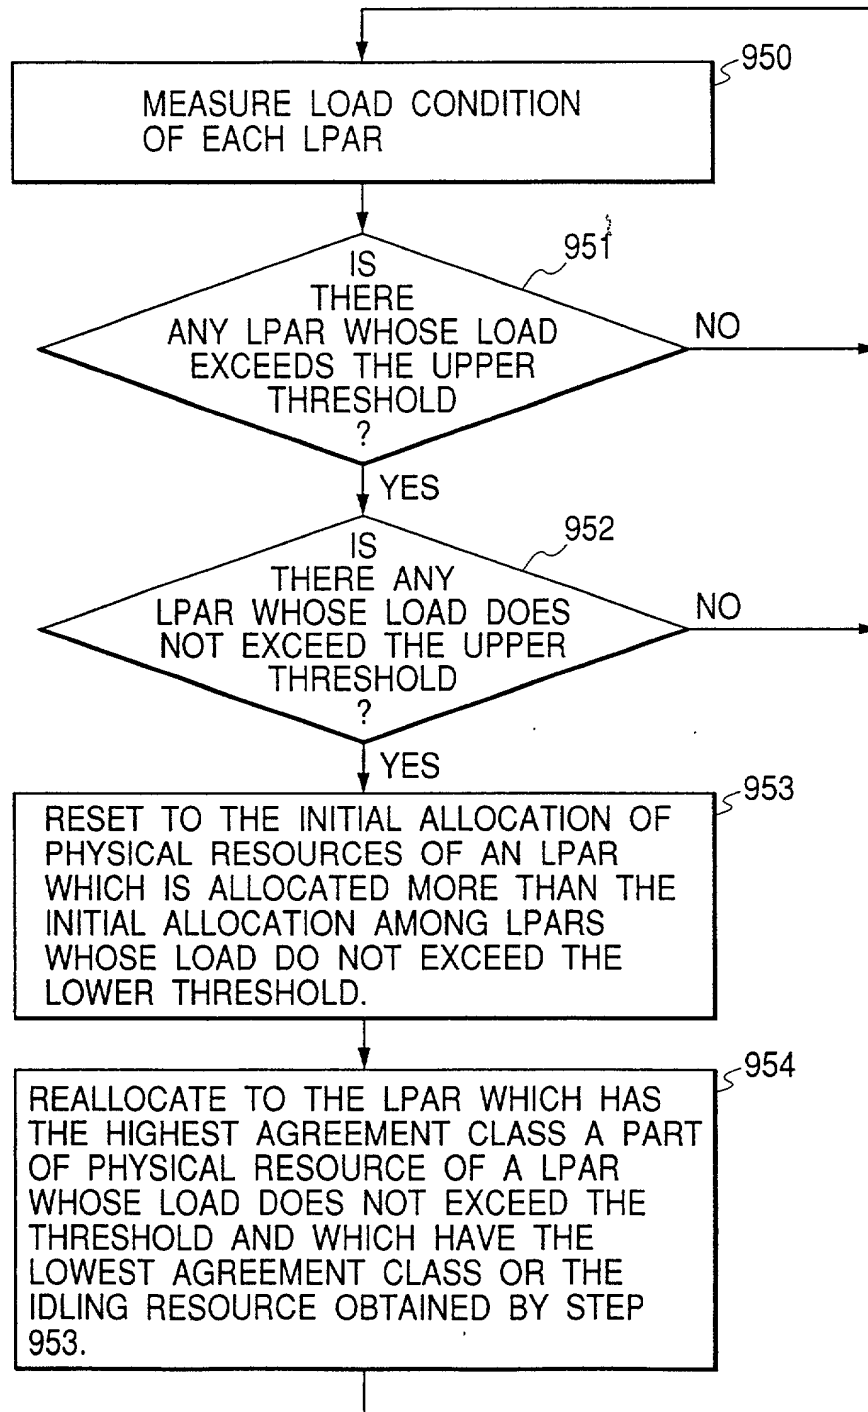 950
MEASURE LOAD CONDITION
OF EACH LPAR
951
IS
THERE
ANY LPAR WHOSE LOAD
EXCEEDS THE UPPER
THRESHOLD
?
NO
YES
952
IS
THERE ANY
LPAR WHOSE LOAD DOES
NOT EXCEED THE UPPER
THRESHOLD
?
NO
YES
953
RESET TO THE INITIAL ALLOCATION OF
PHYSICAL RESOURCES OF AN LPAR
WHICH IS ALLOCATED MORE THAN THE
INITIAL ALLOCATION AMONG LPARS
WHOSE LOAD DO NOT EXCEED THE
LOWER THRESHOLD.
954
REALLOCATE TO THE LPAR WHICH HAS
THE HIGHEST AGREEMENT CLASS A PART
OF PHYSICAL RESOURCE OF A LPAR
WHOSE LOAD DOES NOT EXCEED THE
THRESHOLD AND WHICH HAVE THE
LOWEST AGREEMENT CLASS OR THE
IDLING RESOURCE OBTAINED BY STEP
953.